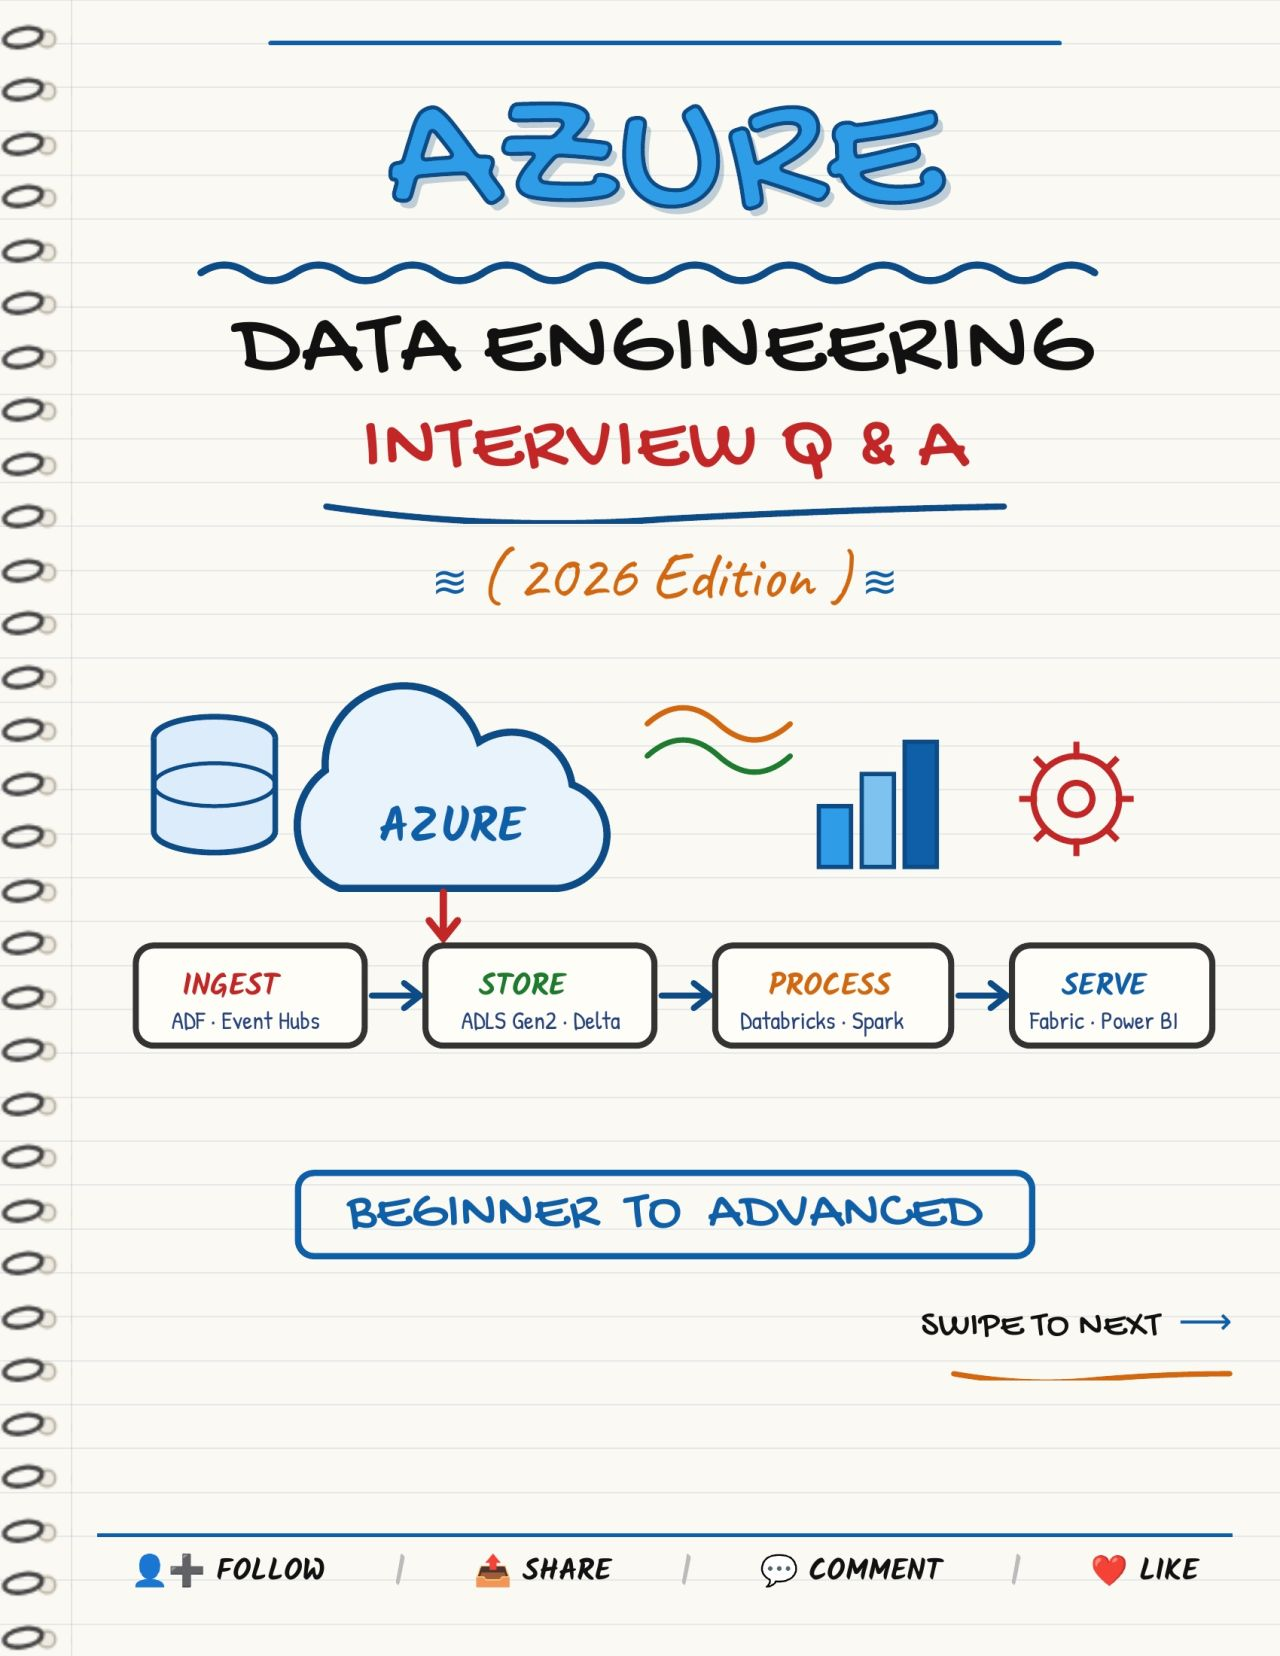 AZURE
DATA ENGINEERING
INTERVIEW Q & A
≋ ( 2026 Edition ) ≋
AZURE
INGEST
ADF · Event Hubs
STORE
ADLS Gen2 · Delta
PROCESS
Databricks · Spark
SERVE
Fabric · Power BI
BEGINNER TO ADVANCED
SWIPE TO NEXT →
👤➕ FOLLOW / 📤 SHARE / 💬 COMMENT / ❤️ LIKE